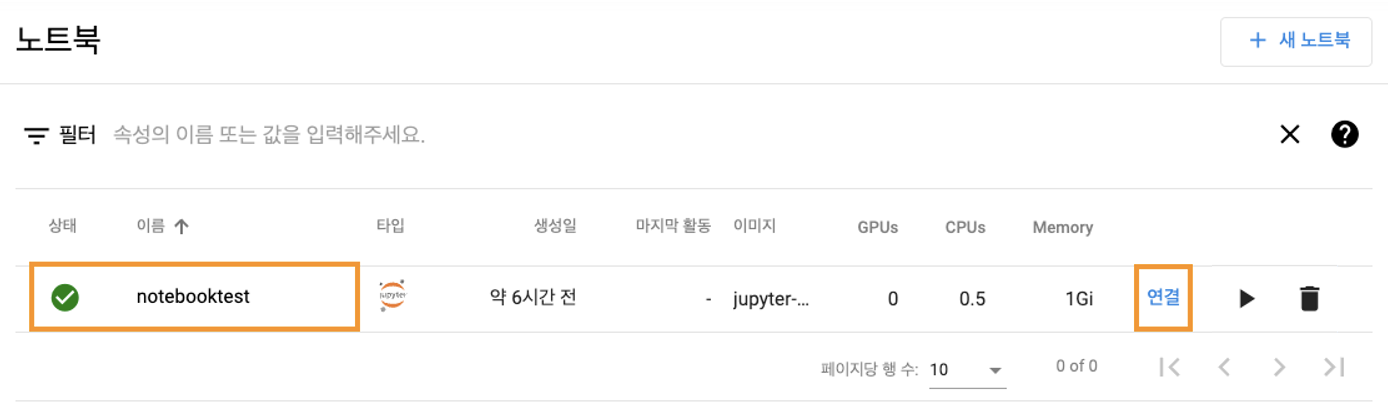 노트북
+ 새 노트북
필터 속성의 이름 또는 값을 입력해주세요.
상태 이름 타입 생성일 마지막 활동 이미지 GPUs CPUs Memory
notebooktest jupyter 약 6시간 전 - jupyter-... 0 0.5 1Gi 연결
페이지당 행 수: 10 0 of 0